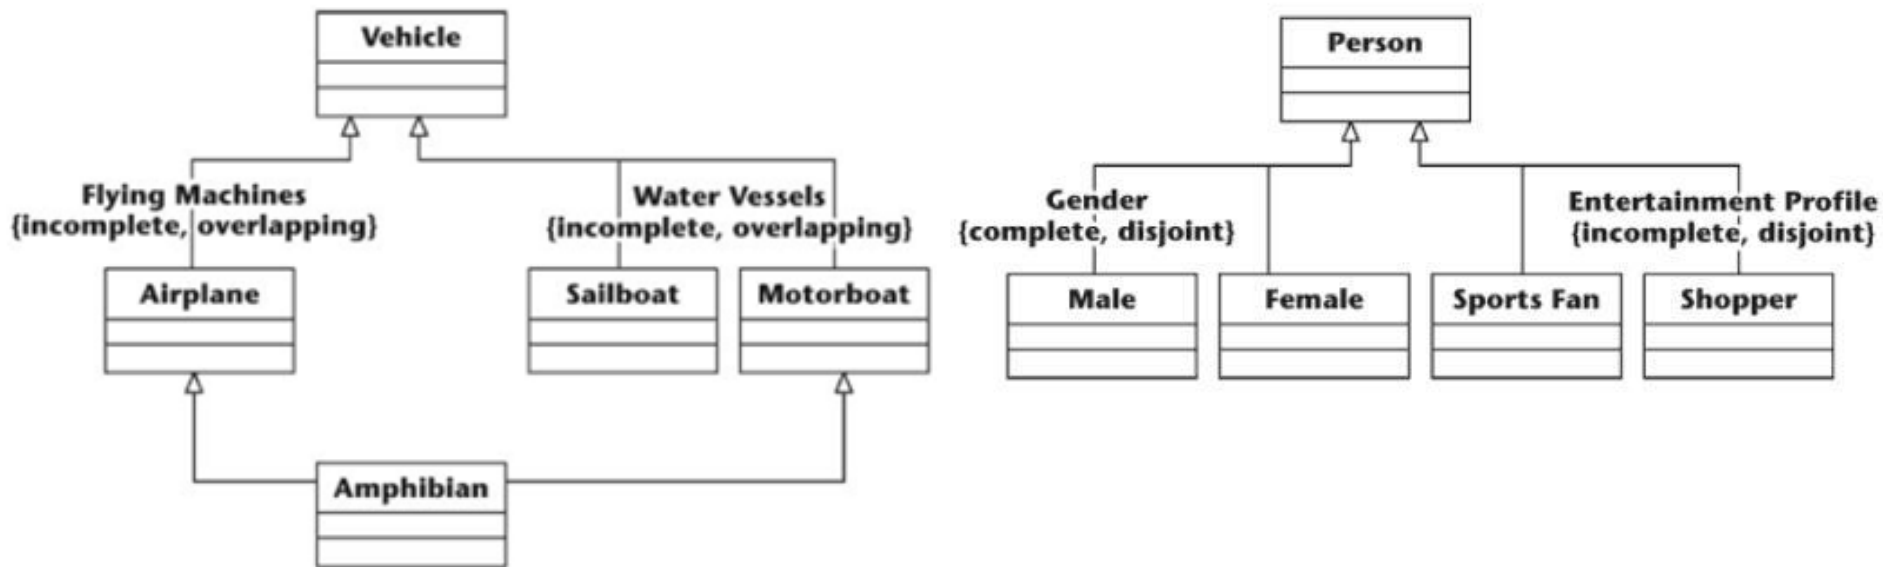 Vehicle
Flying Machines
{incomplete, overlapping}
Water Vessels
{incomplete, overlapping}
Airplane
Sailboat
Motorboat
Amphibian
Person
Gender
{complete, disjoint}
Entertainment Profile
{incomplete, disjoint}
Male
Female
Sports Fan
Shopper